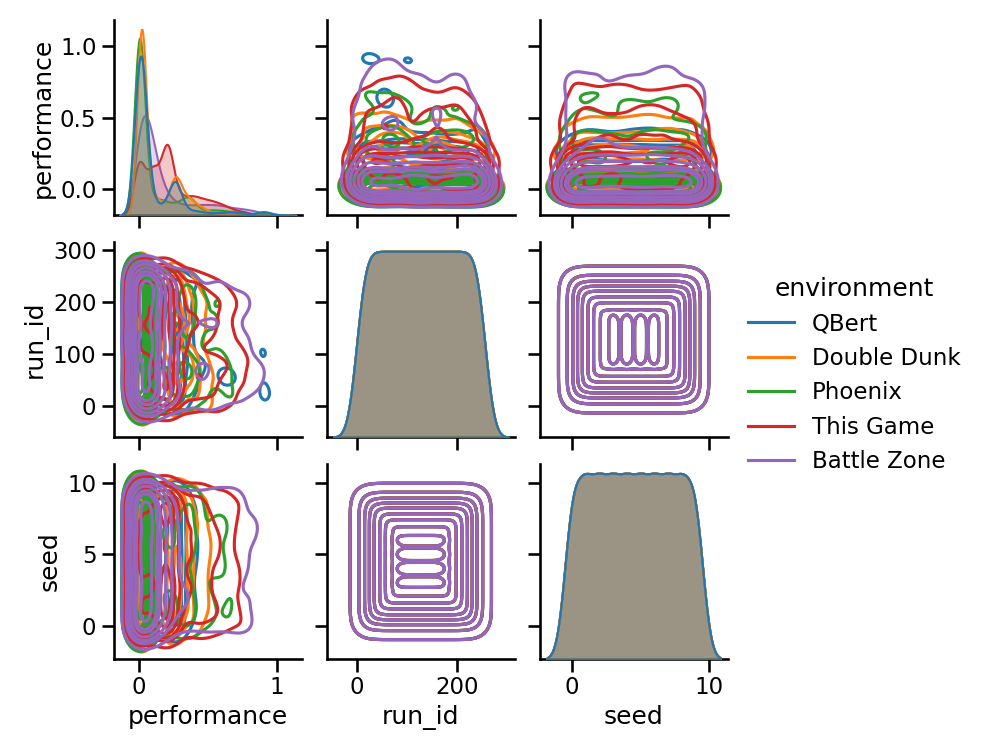 performance
1.0
0.5
0.0
run_id
300
200
100
0
seed
10
5
0
0 1
performance
0 200
run_id
0 10
seed
environment
QBert
Double Dunk
Phoenix
This Game
Battle Zone